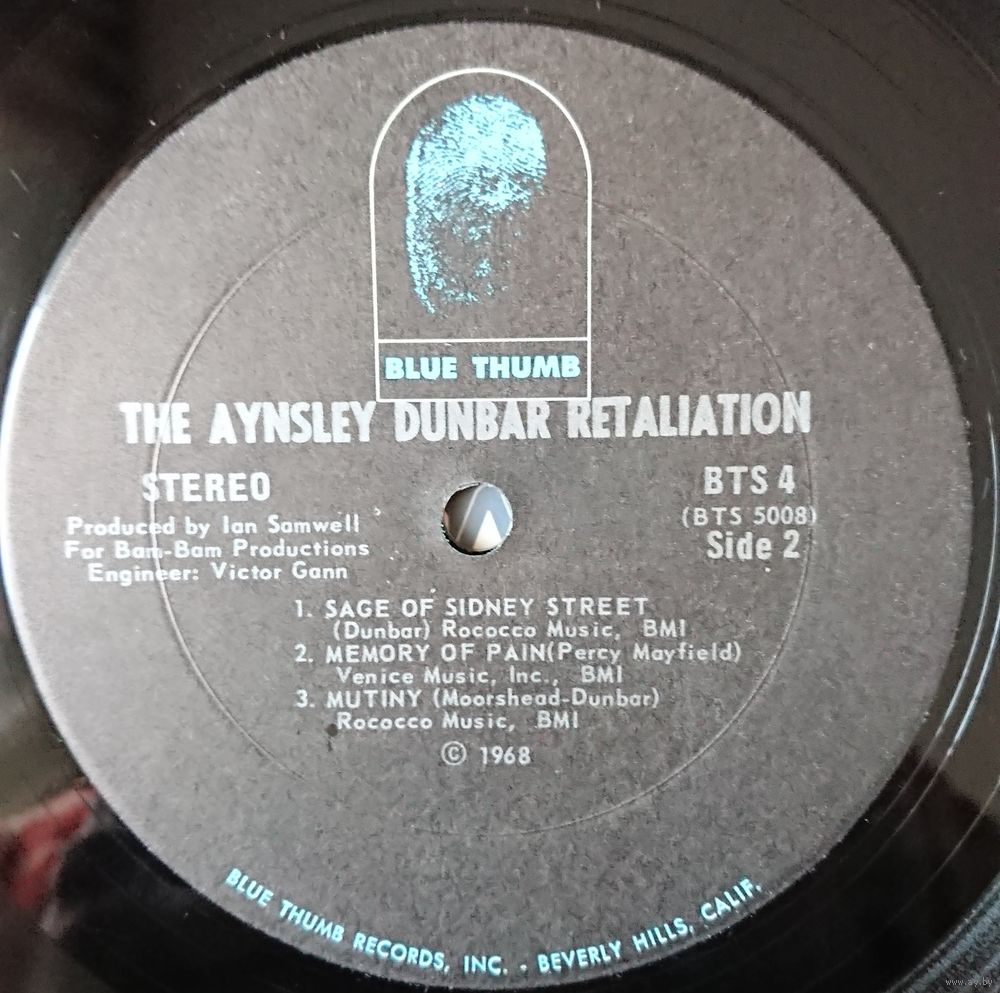 BLUE THUMB
THE AYNSLEY DUNBAR RETALIATION
STEREO
Produced by Ian Samwell
For Bam-Bam Productions
Engineer: Victor Gann
BTS 4
(BTS 5008)
Side 2
1. SAGE OF SIDNEY STREET
(Dunbar) Rococco Music, BMI
2. MEMORY OF PAIN(Percy Mayfield)
Venice Music, Inc., BMI
3. MUTINY (Moorshead-Dunbar)
Rococco Music, BMI
© 1968
BLUE THUMB RECORDS, INC. · BEVERLY HILLS, CALIF.
www.ay.by